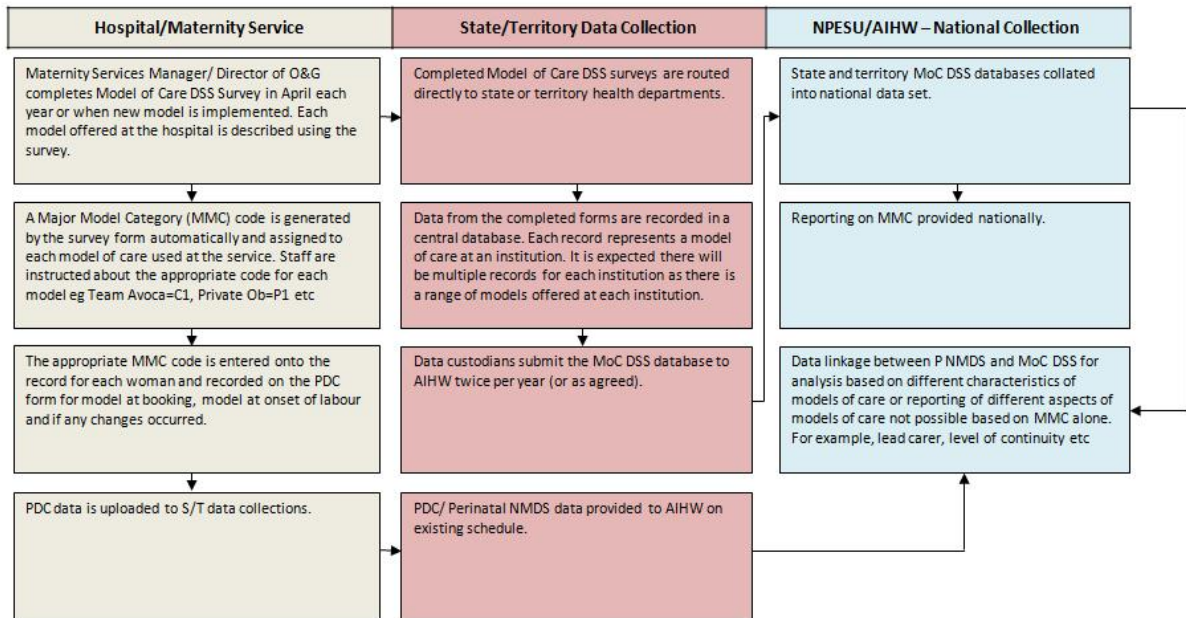 Hospital/Maternity Service
State/Territory Data Collection
NPESU/AIHW – National Collection
Maternity Services Manager/ Director of O&G
completes Model of Care DSS Survey in April each
year or when new model is implemented. Each
model offered at the hospital is described using the
survey.
Completed Model of Care DSS surveys are routed
directly to state or territory health departments.
State and territory MoC DSS databases collated
into national data set.
A Major Model Category (MMC) code is generated
by the survey form automatically and assigned to
each model of care used at the service. Staff are
instructed about the appropriate code for each
model eg Team Avoca=C1, Private Ob=P1 etc
Data from the completed forms are recorded in a
central database. Each record represents a model
of care at an institution. It is expected there will
be multiple records for each institution as there is
a range of models offered at each institution.
Reporting on MMC provided nationally.
The appropriate MMC code is entered onto the
record for each woman and recorded on the PDC
form for model at booking, model at onset of labour
and if any changes occurred.
Data custodians submit the MoC DSS database to
AIHW twice per year (or as agreed).
Data linkage between P NMDS and MoC DSS for
analysis based on different characteristics of
models of care or reporting of different aspects of
models of care not possible based on MMC alone.
For example, lead carer, level of continuity etc
PDC data is uploaded to S/T data collections.
PDC/ Perinatal NMDS data provided to AIHW on
existing schedule.